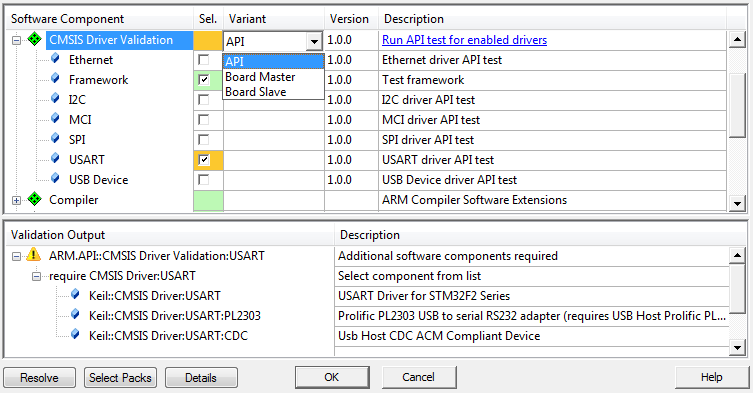 Software Component Sel. Variant Version Description
CMSIS Driver Validation API 1.0.0 Run API test for enabled drivers
Ethernet API 1.0.0 Ethernet driver API test
Framework Board Master 1.0.0 Test framework
I2C Board Slave 1.0.0 I2C driver API test
MCI 1.0.0 MCI driver API test
SPI 1.0.0 SPI driver API test
USART 1.0.0 USART driver API test
USB Device 1.0.0 USB Device driver API test
Compiler ARM Compiler Software Extensions
Validation Output Description
ARM.API::CMSIS Driver Validation:USART Additional software components required
require CMSIS Driver:USART Select component from list
Keil::CMSIS Driver:USART USART Driver for STM32F2 Series
Keil::CMSIS Driver:USART:PL2303 Prolific PL2303 USB to serial RS232 adapter (requires USB Host Prolific PL...
Keil::CMSIS Driver:USART:CDC Usb Host CDC ACM Compliant Device
Resolve Select Packs Details OK Cancel Help